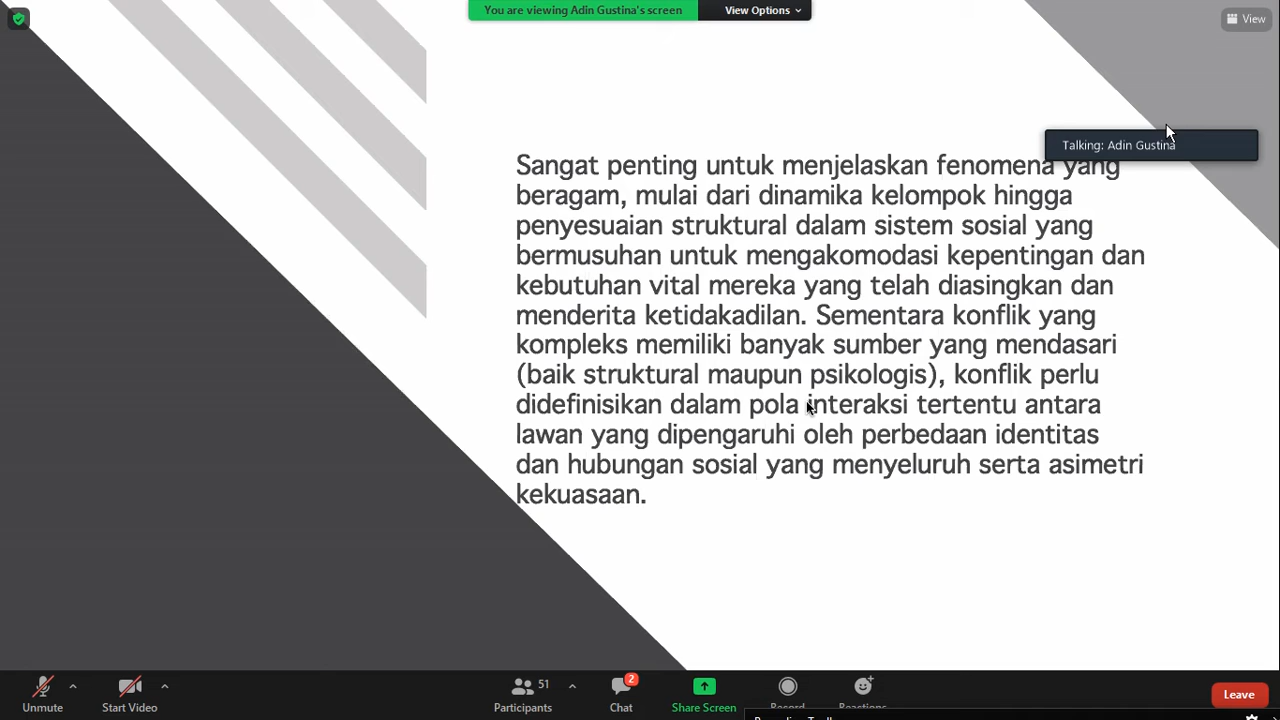 You are viewing Adin Gustina's screen
View Options
View
Talking: Adin Gustina
Sangat penting untuk menjelaskan fenomena yang
beragam, mulai dari dinamika kelompok hingga
penyesuaian struktural dalam sistem sosial yang
bermusuhan untuk mengakomodasi kepentingan dan
kebutuhan vital mereka yang telah diasingkan dan
menderita ketidakadilan. Sementara konflik yang
kompleks memiliki banyak sumber yang mendasari
(baik struktural maupun psikologis), konflik perlu
didefinisikan dalam pola interaksi tertentu antara
lawan yang dipengaruhi oleh perbedaan identitas
dan hubungan sosial yang menyeluruh serta asimetri
kekuasaan.
51
2
Unmute
Start Video
Participants
Chat
Share Screen
Record
Reactions
Leave